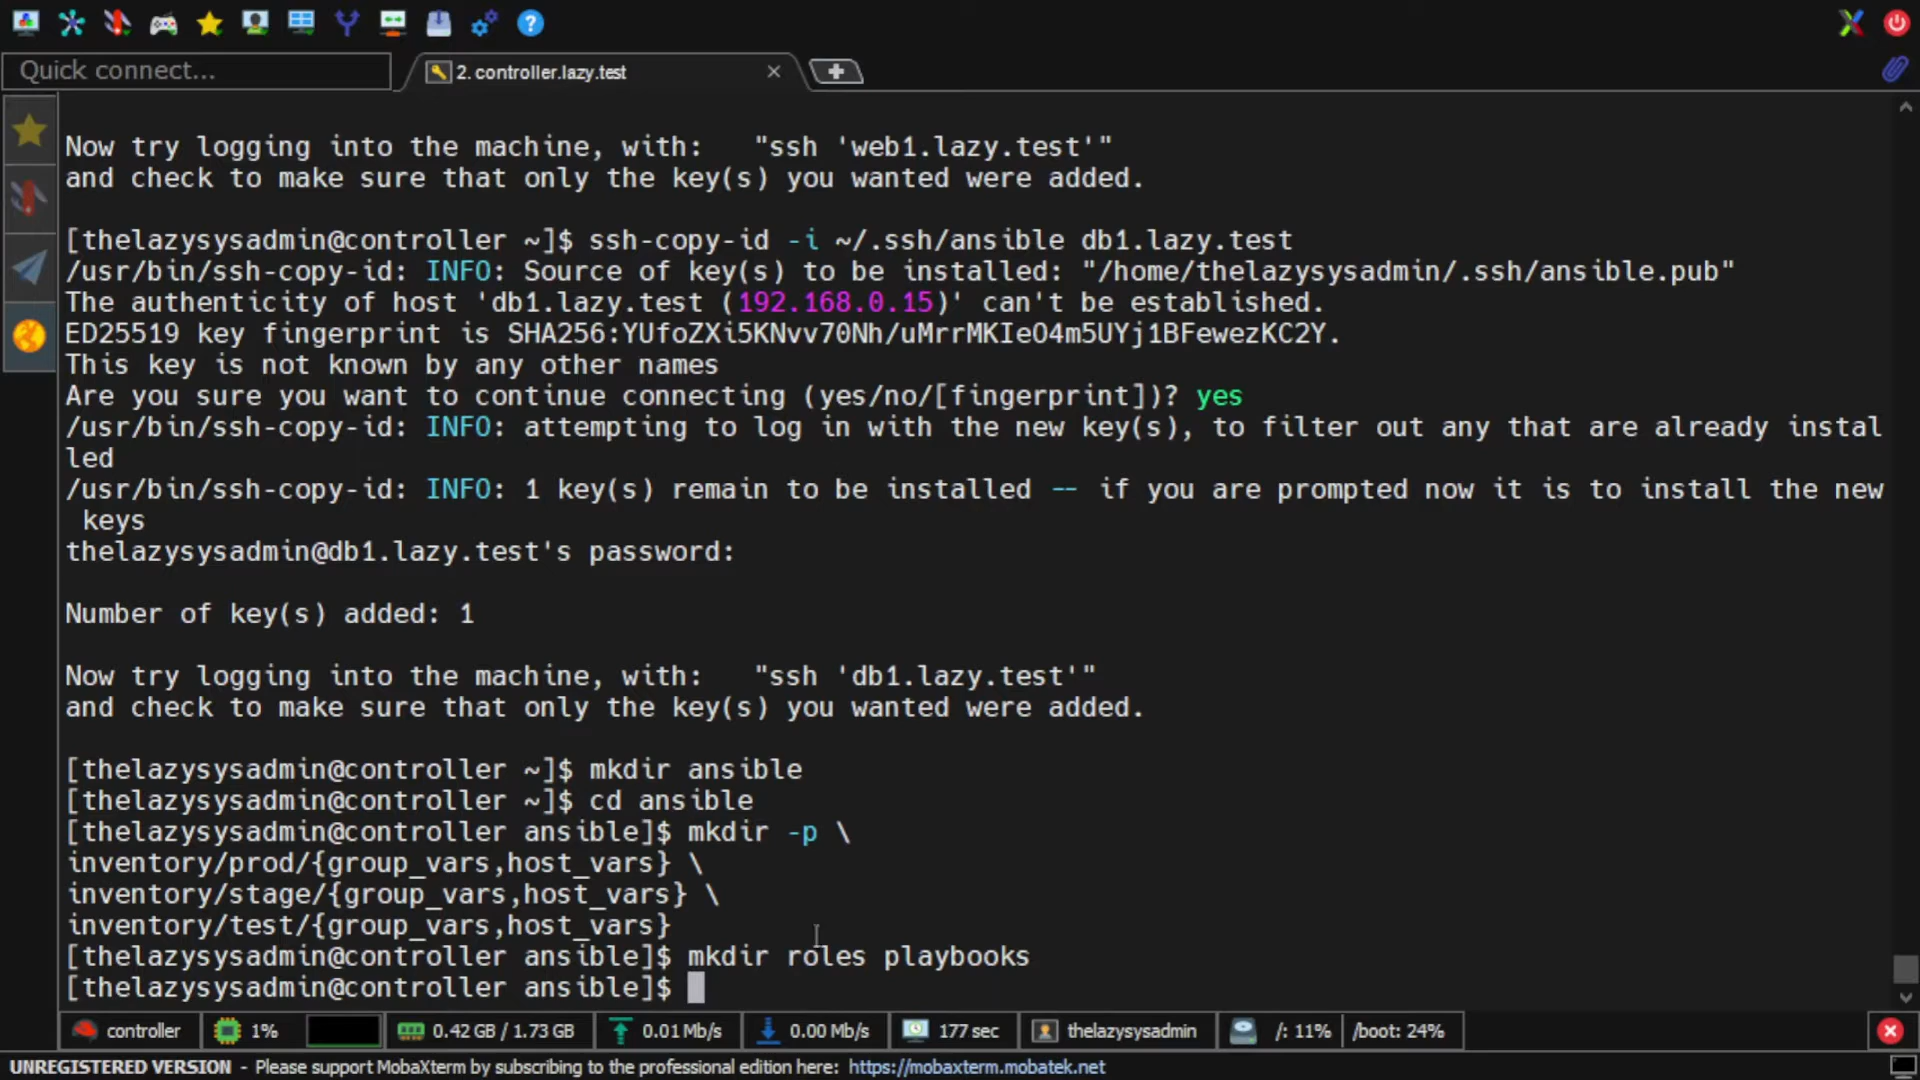 Quick connect...
2. controller.lazy.test
Now try logging into the machine, with:   "ssh 'web1.lazy.test'"
and check to make sure that only the key(s) you wanted were added.
[thelazysysadmin@controller ~]$ ssh-copy-id -i ~/.ssh/ansible db1.lazy.test
/usr/bin/ssh-copy-id: INFO: Source of key(s) to be installed: "/home/thelazysysadmin/.ssh/ansible.pub"
The authenticity of host 'db1.lazy.test (192.168.0.15)' can't be established.
ED25519 key fingerprint is SHA256:YUfoZXi5KNvv70Nh/uMrrMKIeO4m5UYj1BFewezKC2Y.
This key is not known by any other names
Are you sure you want to continue connecting (yes/no/[fingerprint])? yes
/usr/bin/ssh-copy-id: INFO: attempting to log in with the new key(s), to filter out any that are already instal
led
/usr/bin/ssh-copy-id: INFO: 1 key(s) remain to be installed -- if you are prompted now it is to install the new
 keys
thelazysysadmin@db1.lazy.test's password:
Number of key(s) added: 1
Now try logging into the machine, with:   "ssh 'db1.lazy.test'"
and check to make sure that only the key(s) you wanted were added.
[thelazysysadmin@controller ~]$ mkdir ansible
[thelazysysadmin@controller ~]$ cd ansible
[thelazysysadmin@controller ansible]$ mkdir -p \
inventory/prod/{group_vars,host_vars} \
inventory/stage/{group_vars,host_vars} \
inventory/test/{group_vars,host_vars}
[thelazysysadmin@controller ansible]$ mkdir roles playbooks
[thelazysysadmin@controller ansible]$
controller 1% 0.42 GB / 1.73 GB 0.01 Mb/s 0.00 Mb/s 177 sec thelazysysadmin /: 11% /boot: 24%
UNREGISTERED VERSION - Please support MobaXterm by subscribing to the professional edition here: https://mobaxterm.mobatek.net